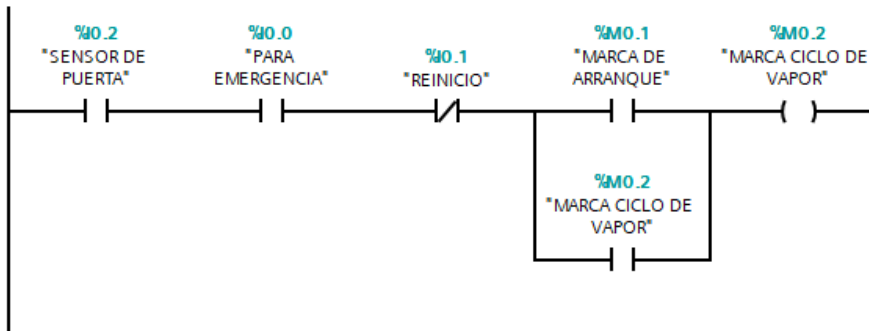 %I0.2
"SENSOR DE
PUERTA"
%I0.0
"PARA
EMERGENCIA"
%I0.1
"REINICIO"
%M0.1
"MARCA DE
ARRANQUE"
%M0.2
"MARCA CICLO DE
VAPOR"
%M0.2
"MARCA CICLO DE
VAPOR"